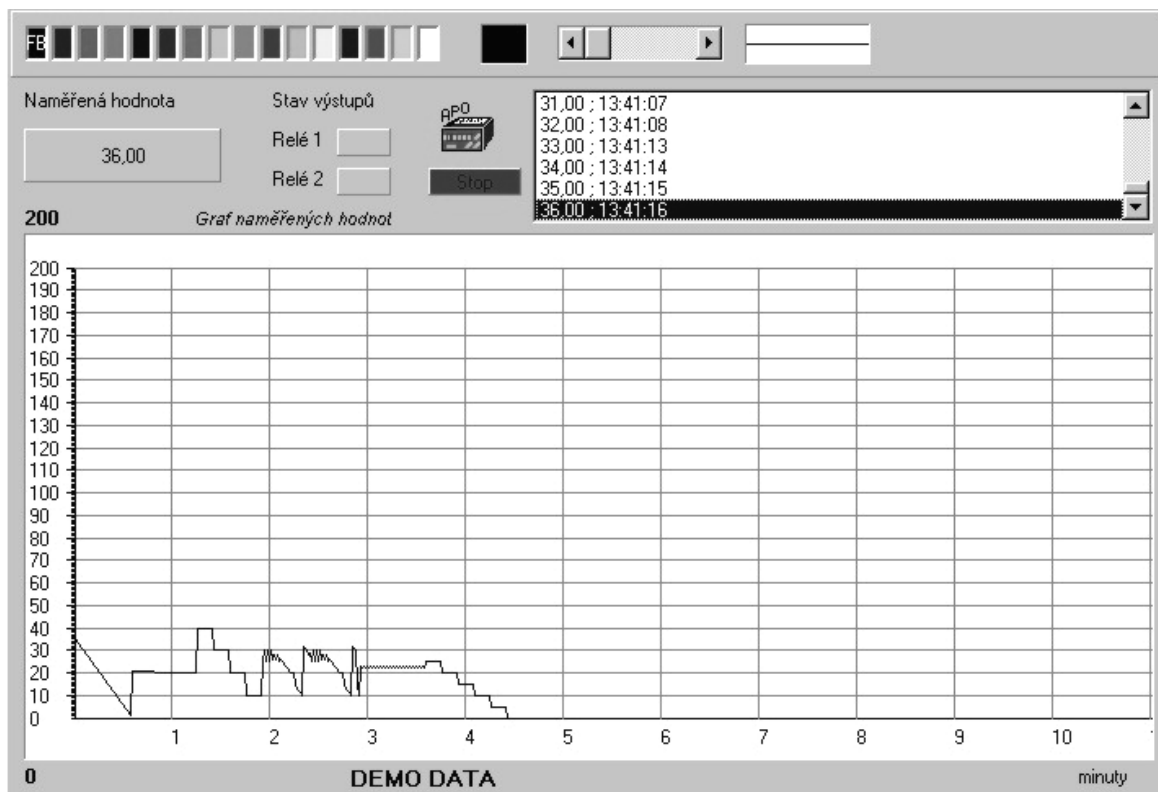 FB
Naměřená hodnota
36,00
Stav výstupů
Relé 1
Relé 2
APO
Stop
31,00 ; 13:41:07
32,00 ; 13:41:08
33,00 ; 13:41:13
34,00 ; 13:41:14
35,00 ; 13:41:15
36,00 ; 13:41:16
200
Graf naměřených hodnot
200
190
180
170
160
150
140
130
120
110
100
90
80
70
60
50
40
30
20
10
0
1 2 3 4 5 6 7 8 9 10
0
DEMO DATA
minuty